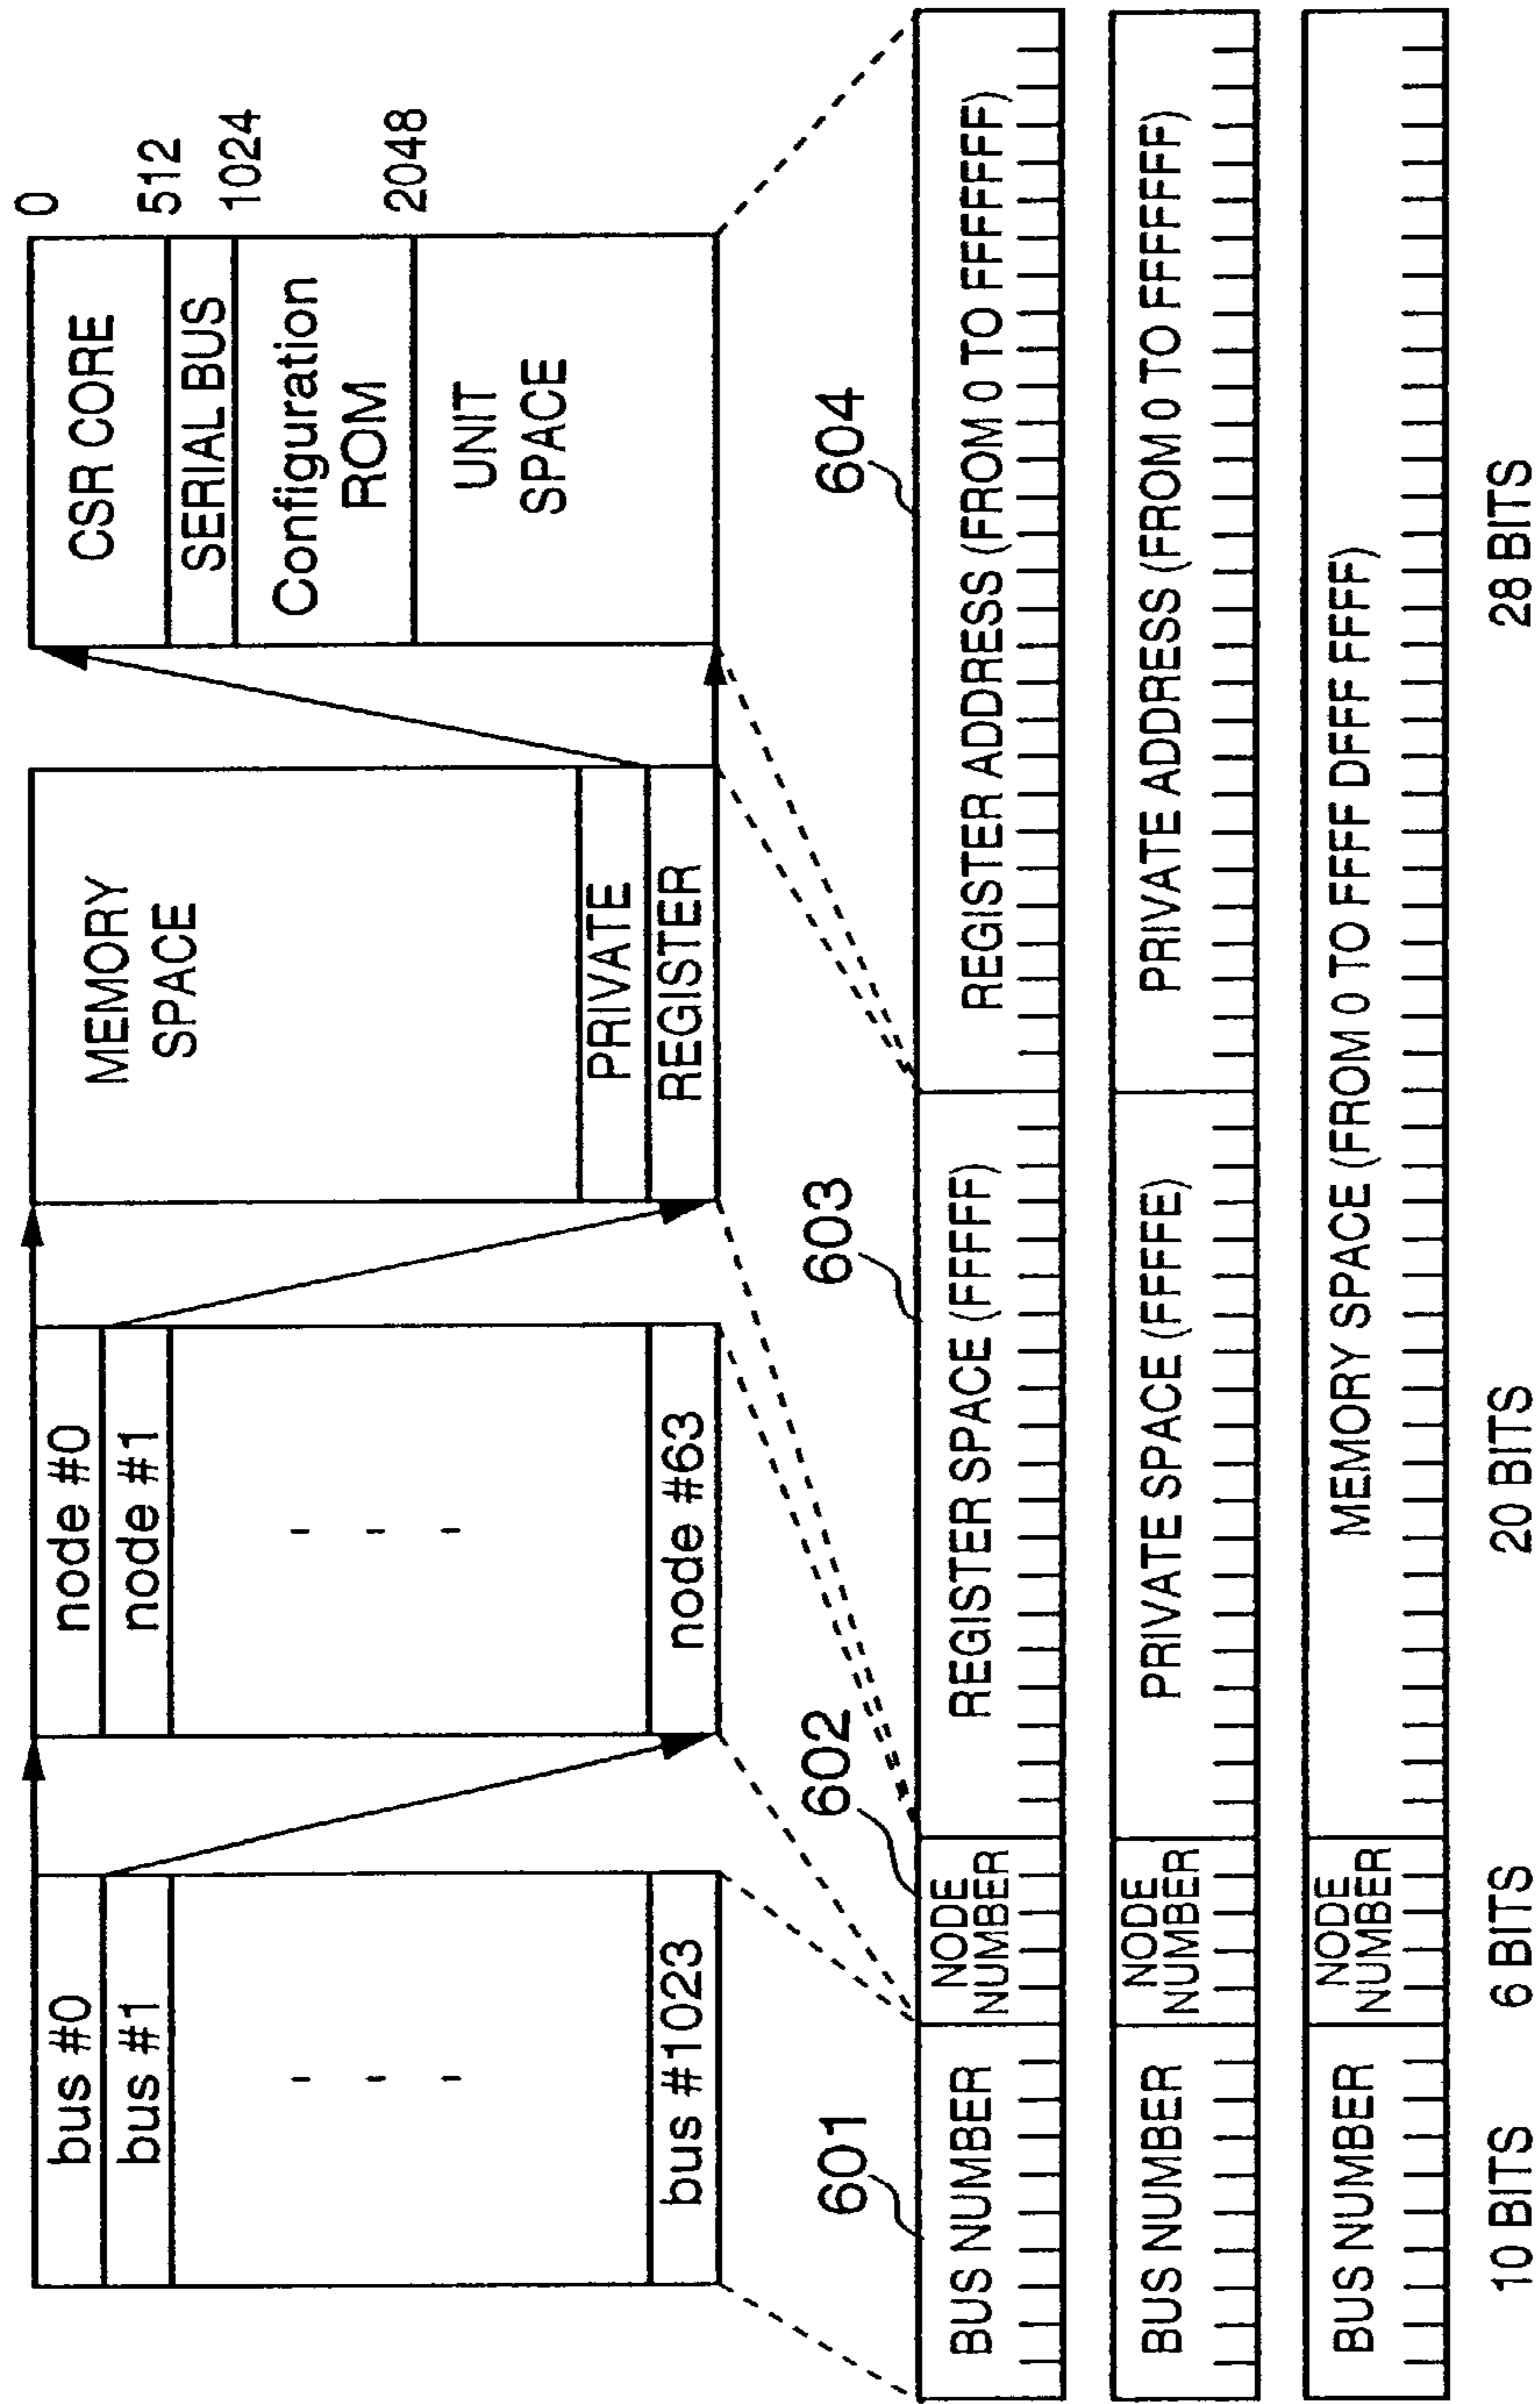 bus #0
bus #1
bus #1023
node #0
node #1
node #63
MEMORY
SPACE
PRIVATE
REGISTER
CSR CORE
SERIAL BUS
Configuration
ROM
UNIT
SPACE
0
512
1024
2048
601
602
603
604
BUS NUMBER
NODE
NUMBER
REGISTER SPACE (FFFFF)
REGISTER ADDRESS (FROM 0 TO FFFFFFF)
BUS NUMBER
NODE
NUMBER
PRIVATE SPACE (FFFFE)
PRIVATE ADDRESS (FROM 0 TO FFFFFFF)
BUS NUMBER
NODE
NUMBER
MEMORY SPACE (FROM 0 TO FFFF DFFF FFFF)
10 BITS
6 BITS
20 BITS
28 BITS